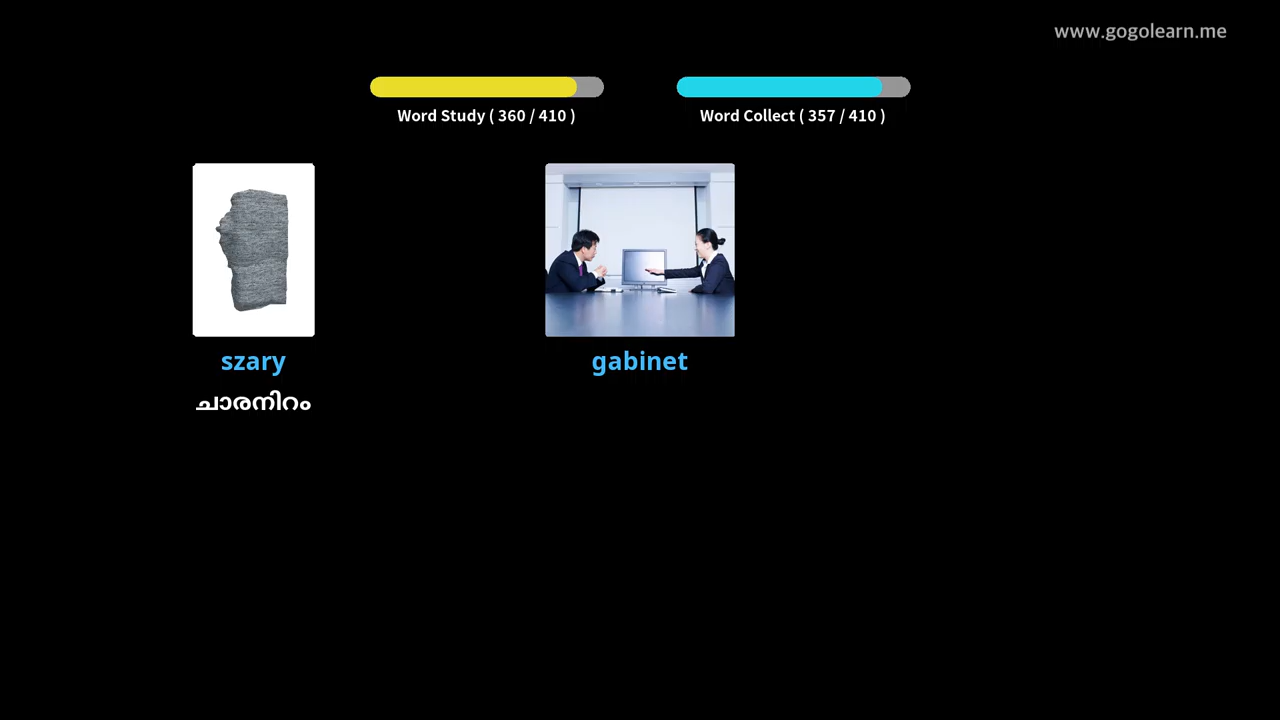 www.gogolearn.me
Word Study ( 360 / 410 )
Word Collect ( 357 / 410 )
szary
ചാരനിറം
gabinet